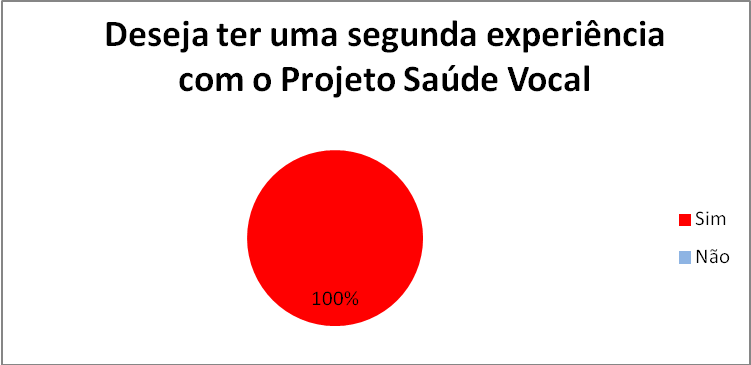 Deseja ter uma segunda experiência
com o Projeto Saúde Vocal
100%
Sim
Não